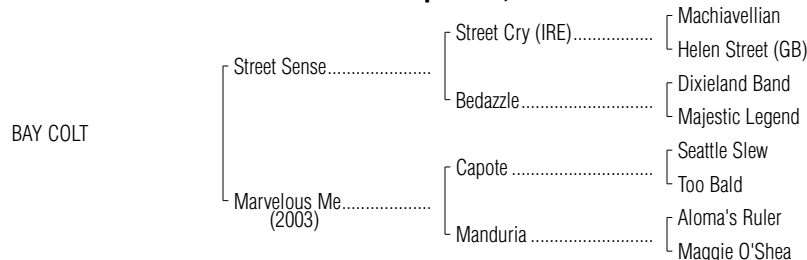 Machiavellian
Street Cry (IRE)..................
Helen Street (GB)
Street Sense.......................
Dixieland Band
Bedazzle.............................
Majestic Legend
BAY COLT
Seattle Slew
Capote ...............................
Too Bald
Marvelous Me....................
(2003)
Aloma's Ruler
Manduria ...........................
Maggie O'Shea